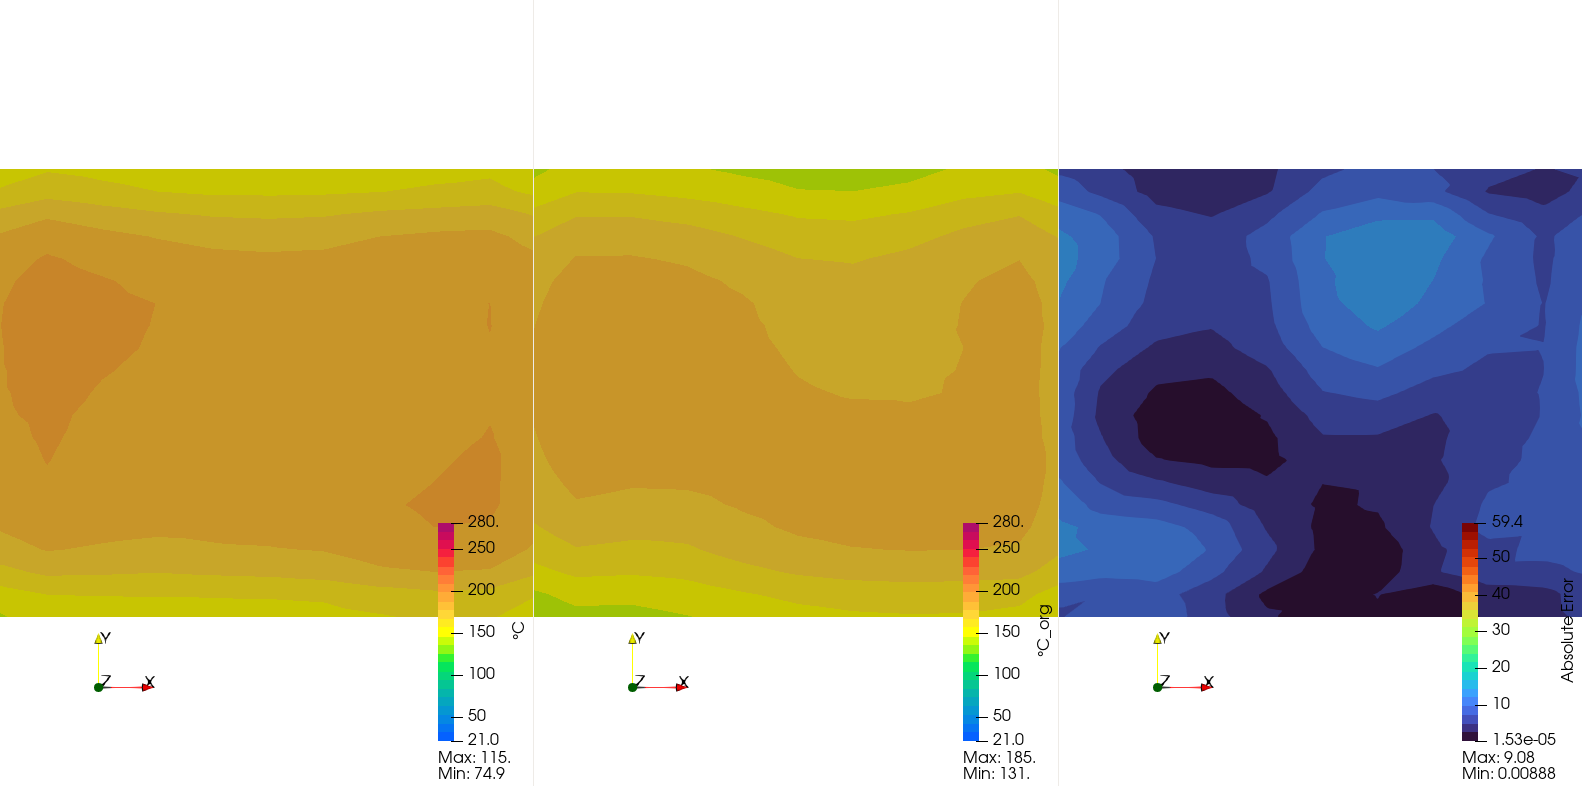 280.
250
200
150
100
50
21.0
°C
Max: 115.
Min: 74.9
Y
Z
X
280.
250
200
150
100
50
21.0
°C_org
Max: 185.
Min: 131.
Y
Z
X
59.4
50
40
30
20
10
1.53e-05
Absolute Error
Max: 9.08
Min: 0.00888
Y
Z
X